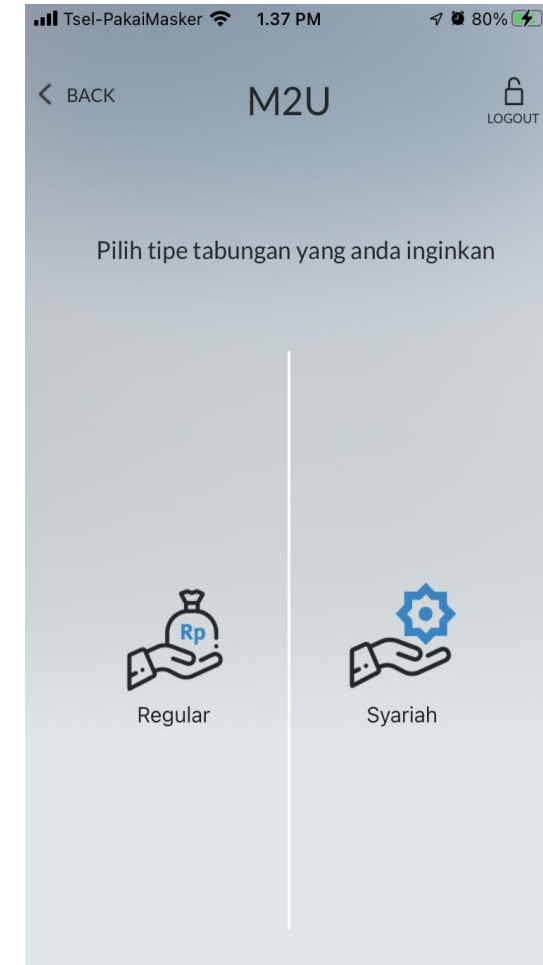 Tsel-PakaiMasker 1.37 PM 80%
BACK M2U LOGOUT
Pilih tipe tabungan yang anda inginkan
Rp
Regular Syariah